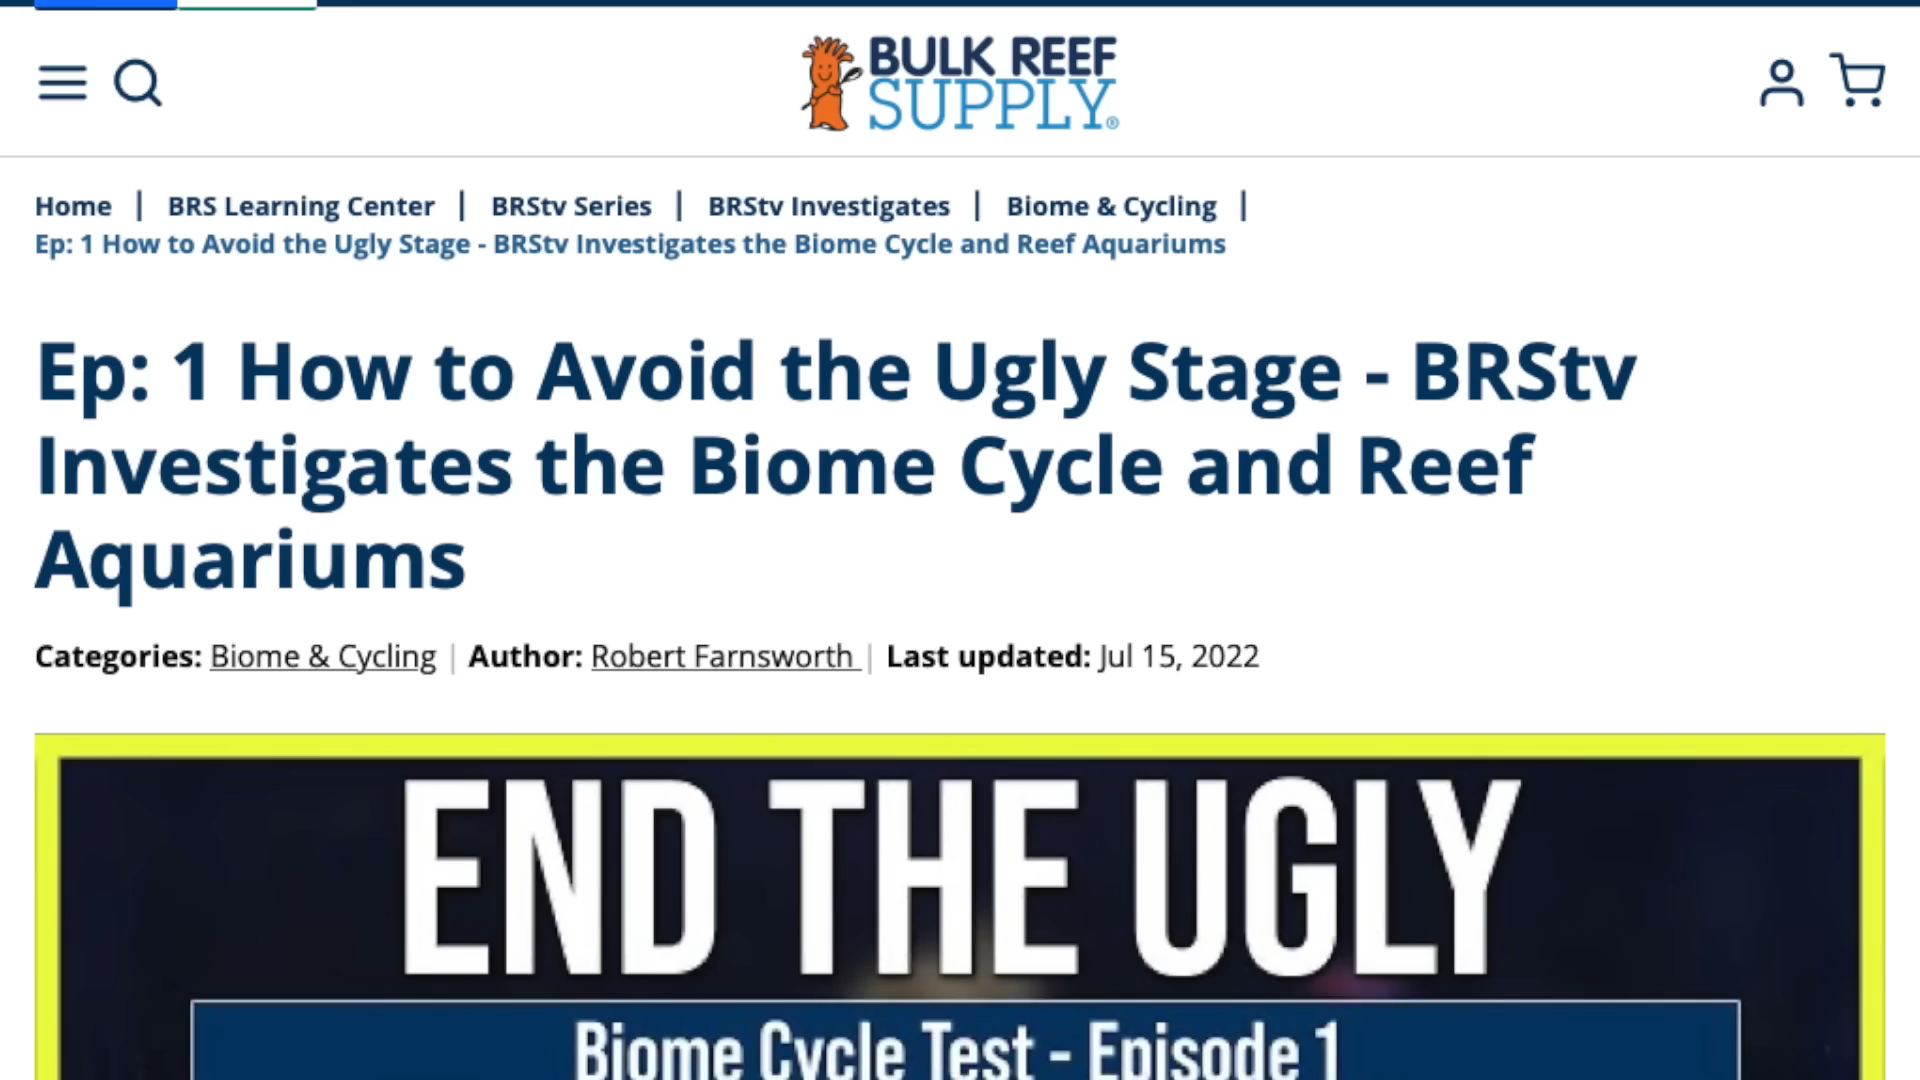 BULK REEF
SUPPLY®
Home | BRS Learning Center | BRStv Series | BRStv Investigates | Biome & Cycling |
Ep: 1 How to Avoid the Ugly Stage - BRStv Investigates the Biome Cycle and Reef Aquariums
Ep: 1 How to Avoid the Ugly Stage - BRStv
Investigates the Biome Cycle and Reef
Aquariums
Categories: Biome & Cycling | Author: Robert Farnsworth | Last updated: Jul 15, 2022
END THE UGLY
Biome Cycle Test - Episode 1